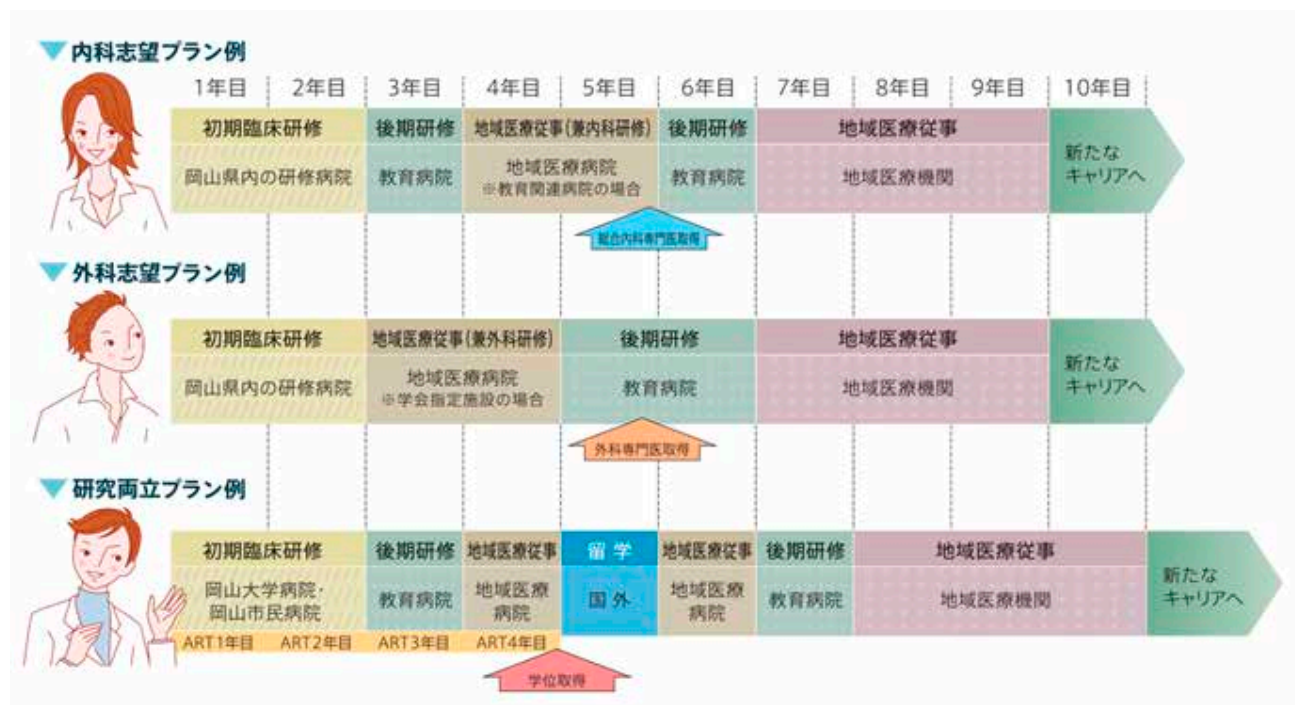 内科志望プラン例
1年目 2年目 3年目 4年目 5年目 6年目 7年目 8年目 9年目 10年目
初期臨床研修 後期研修 地域医療従事(兼内科研修) 後期研修 地域医療従事
岡山県内の研修病院 教育病院 地域医療病院 教育病院 地域医療機関
※教育関連病院の場合
新たな
キャリアへ
総合内科専門医取得
外科志望プラン例
初期臨床研修 地域医療従事(兼外科研修) 後期研修 地域医療従事
岡山県内の研修病院 地域医療病院 教育病院 地域医療機関
※学会指定施設の場合
新たな
キャリアへ
外科専門医取得
研究両立プラン例
初期臨床研修 後期研修 地域医療従事 留学 地域医療従事 後期研修 地域医療従事
岡山大学病院・
岡山市民病院
教育病院
地域医療
病院
国外
地域医療
病院
教育病院
地域医療機関
新たな
キャリアへ
ART1年目 ART2年目 ART3年目 ART4年目
学位取得